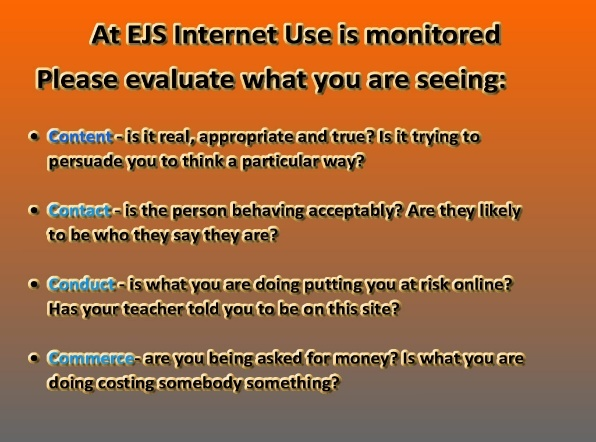 At EJS Internet Use is monitored
Please evaluate what you are seeing:
• Content - is it real, appropriate and true? Is it trying to
persuade you to think a particular way?
• Contact - is the person behaving acceptably? Are they likely
to be who they say they are?
• Conduct - is what you are doing putting you at risk online?
Has your teacher told you to be on this site?
• Commerce- are you being asked for money? Is what you are
doing costing somebody something?